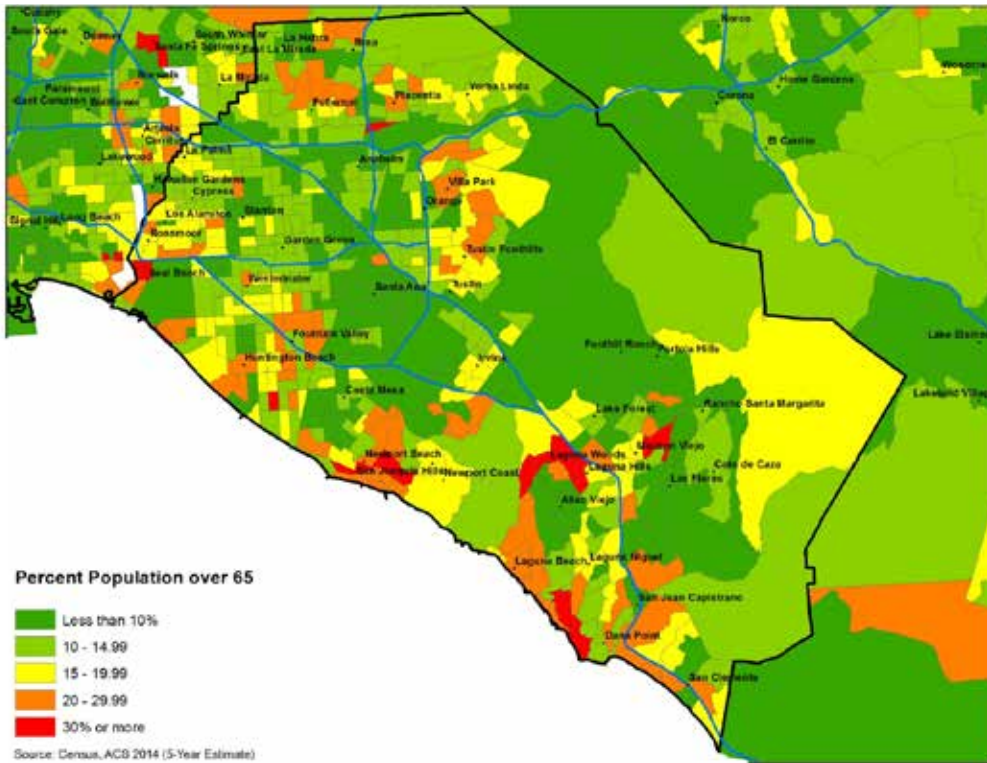 Cudahy
South Gate
Downey
South Whittier
Santa Fe Springs
East La Mirada
La Habra
Brea
Norco
Norwalk
La Mirada
Paramount
East Compton
Bellflower
Fullerton
Placentia
Yorba Linda
Home Gardens
Corona
Woodcrest
Artesia
Cerritos
Lakewood
La Palma
Anaheim
El Cerrito
Hawaiian Gardens
Cypress
Villa Park
Orange
Signal Hill
Long Beach
Los Alamitos
Stanton
Rossmoor
Garden Grove
Tustin Foothills
Seal Beach
Westminster
Santa Ana
Tustin
Fountain Valley
Huntington Beach
Irvine
Foothill Ranch
Portola Hills
Lake Elsinore
Costa Mesa
Lake Forest
Rancho Santa Margarita
Lakeland Village
Newport Beach
San Joaquin Hills
Newport Coast
Laguna Woods
Laguna Hills
Mission Viejo
Coto de Caza
Las Flores
Aliso Viejo
Laguna Beach
Laguna Niguel
San Juan Capistrano
Dana Point
San Clemente
Percent Population over 65
Less than 10%
10 - 14.99
15 - 19.99
20 - 29.99
30% or more
Source: Census, ACS 2014 (5-Year Estimate)